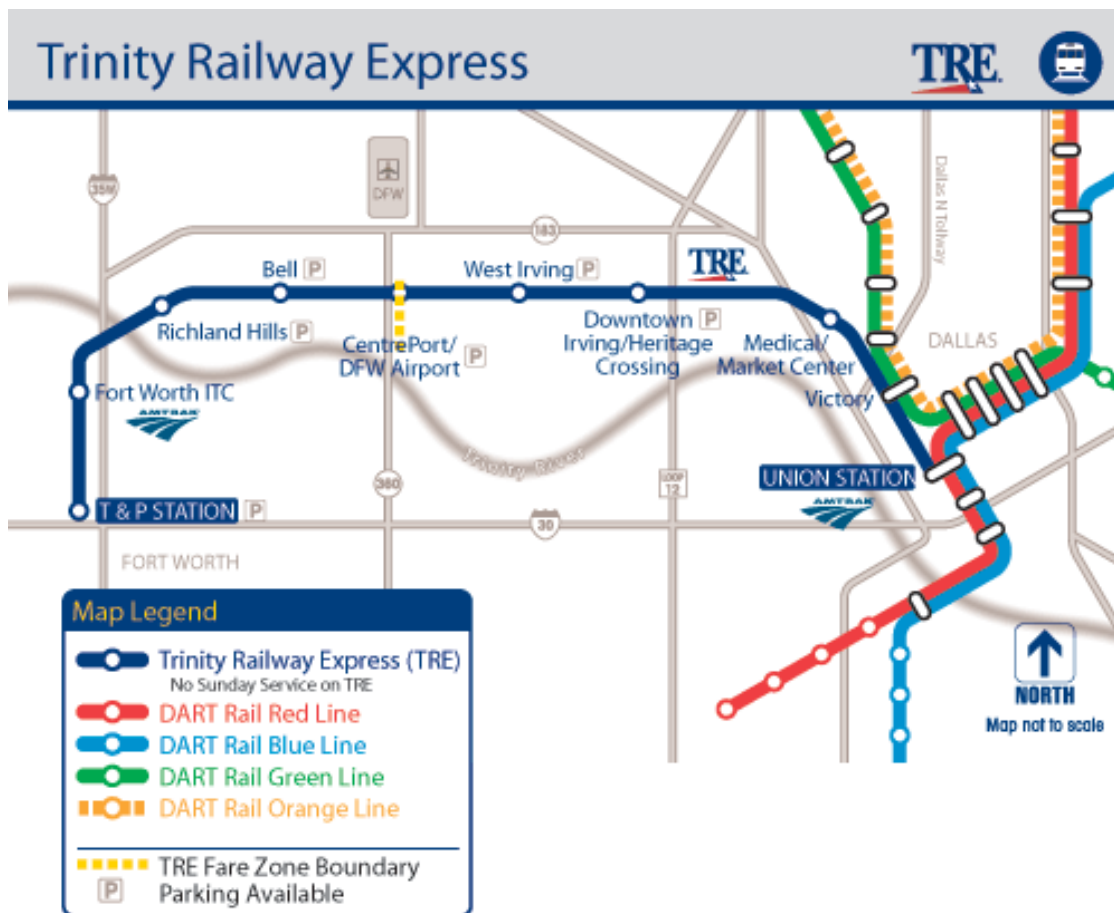 Trinity Railway Express
TRE
35W
DFW
183
Dallas N Tollway
Bell P
West Irving P
TRE
Richland Hills P
CentrePort/
DFW Airport P
Downtown P
Irving/Heritage
Crossing
Medical/
Market Center
DALLAS
Fort Worth ITC
AMTRAK
Victory
Trinity River
360
LOOP
12
UNION STATION
AMTRAK
T & P STATION P
30
FORT WORTH
Map Legend
Trinity Railway Express (TRE)
No Sunday Service on TRE
DART Rail Red Line
DART Rail Blue Line
DART Rail Green Line
DART Rail Orange Line
TRE Fare Zone Boundary
P Parking Available
NORTH
Map not to scale